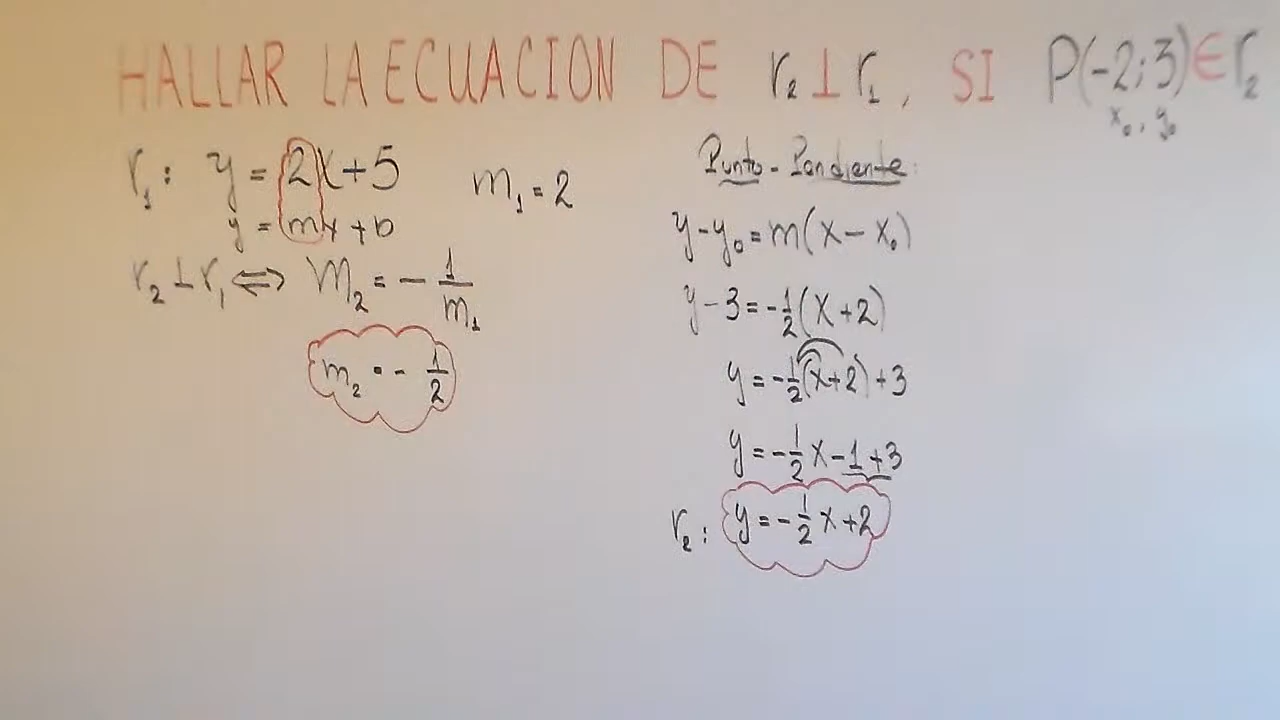 HALLAR LA ECUACION DE r₂ ⊥ r₁, SI P(-2;3) ∈ r₂
x₀, y₀
r₁: y = 2x+5
m₁ = 2
y = mx+b
r₂ ⊥ r₁ ⟺ m₂ = - 1/m₁
m₂ = - 1/2
Punto - Pendiente:
y - y₀ = m(x - x₀)
y - 3 = -1/2(x+2)
y = -1/2(x+2)+3
y = -1/2x-1+3
r₂: y = -1/2x+2